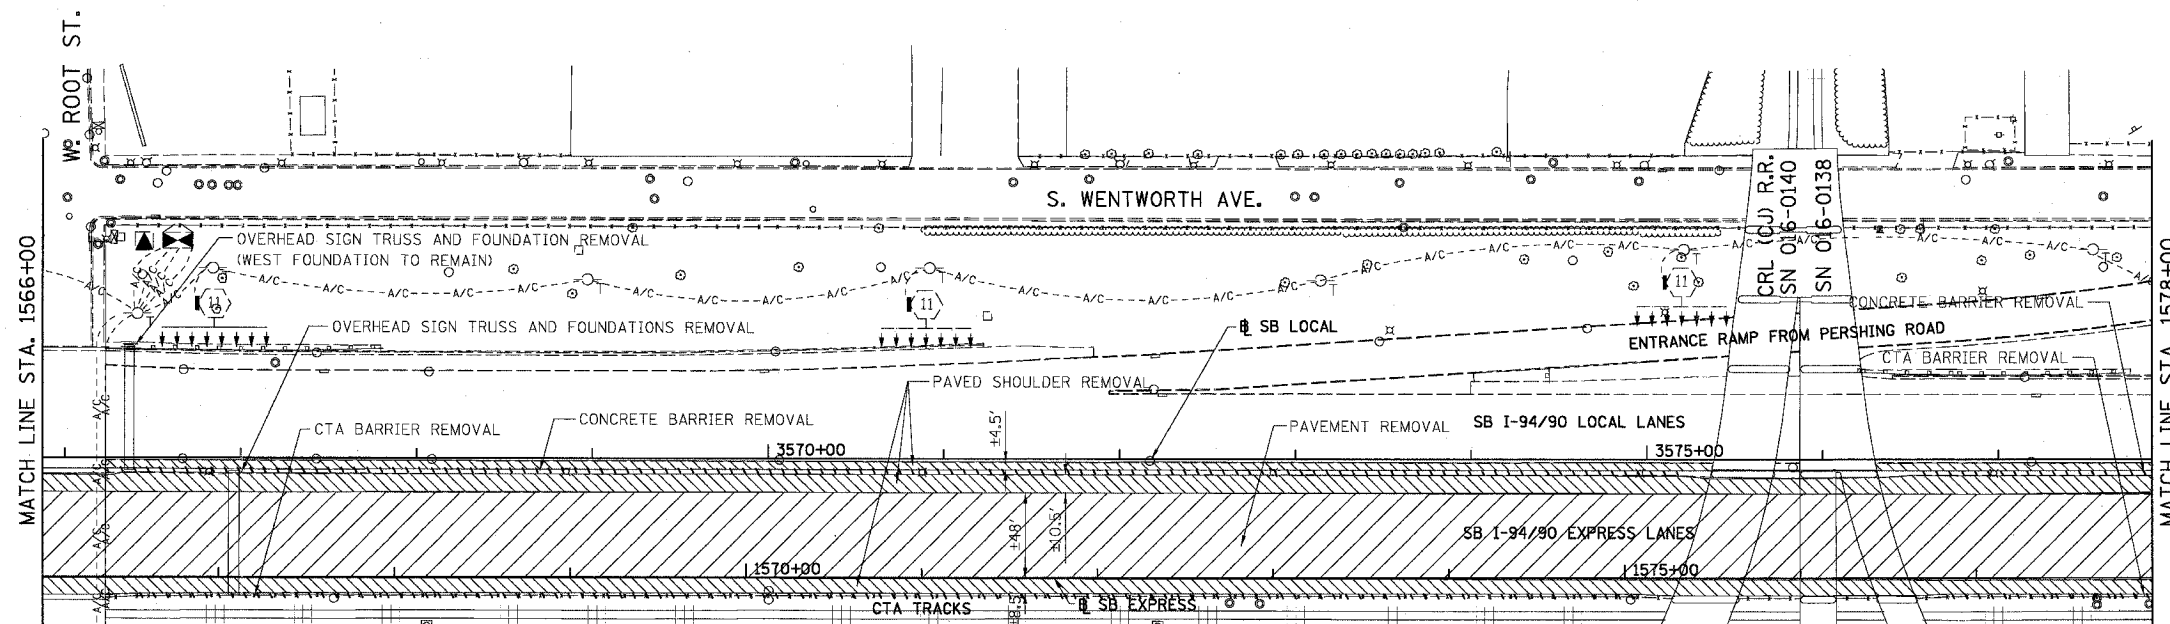 W. ROOT ST.
MATCH LINE STA. 1566+00
S. WENTWORTH AVE.
CRL (CJ) R.R.
SN 016-0140
SN 016-0138
OVERHEAD SIGN TRUSS AND FOUNDATION REMOVAL
(WEST FOUNDATION TO REMAIN)
A/C A/C A/C A/C A/C A/C A/C A/C A/C A/C A/C
11
11
11
OVERHEAD SIGN TRUSS AND FOUNDATIONS REMOVAL
SB LOCAL
CONCRETE BARRIER REMOVAL
ENTRANCE RAMP FROM PERSHING ROAD
CTA BARRIER REMOVAL
PAVED SHOULDER REMOVAL
CTA BARRIER REMOVAL
CONCRETE BARRIER REMOVAL
±4.5'
PAVEMENT REMOVAL
SB I-94/90 LOCAL LANES
3570+00
3575+00
±48'
±10.5'
SB I-94/90 EXPRESS LANES
1570+00
1575+00
CTA TRACKS
±8.5'
SB EXPRESS
MATCH LINE STA. 1578+00